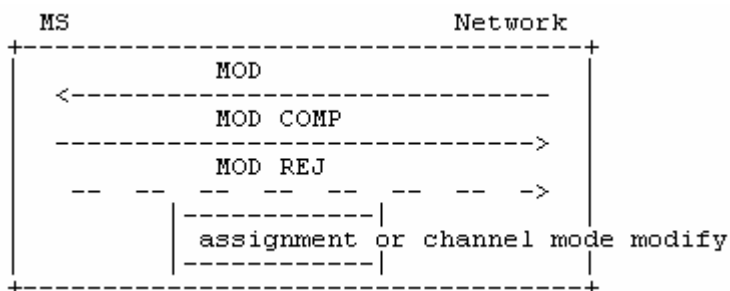 MS Network
MOD
MOD COMP
MOD REJ
assignment or channel mode modify